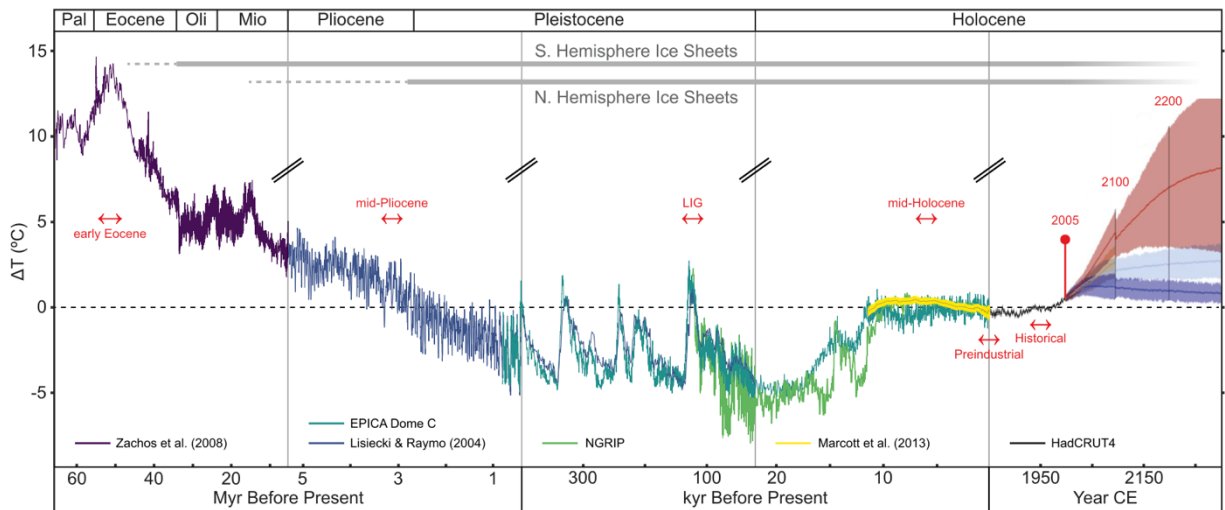 Pal Eocene Oli Mio Pliocene Pleistocene Holocene
15
S. Hemisphere Ice Sheets
N. Hemisphere Ice Sheets
2200
10
2100
mid-Pliocene LIG mid-Holocene 2005
5
early Eocene
ΔT (ºC)
0
Historical
Preindustrial
-5
EPICA Dome C
Zachos et al. (2008) Lisiecki & Raymo (2004) NGRIP Marcott et al. (2013) HadCRUT4
60 40 20 5 3 1 300 100 20 10 1950 2150
Myr Before Present kyr Before Present Year CE